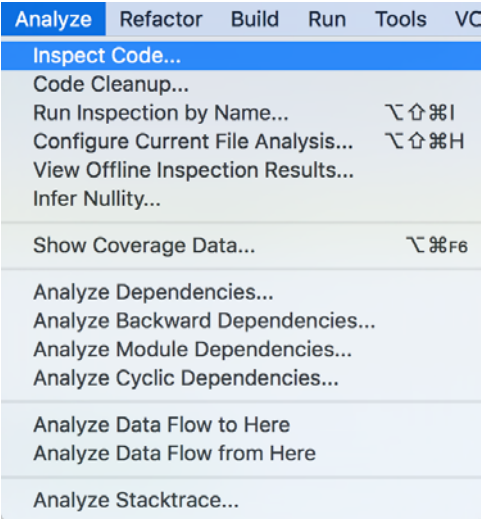 Analyze Refactor Build Run Tools VC
Inspect Code...
Code Cleanup...
Run Inspection by Name... ⌥⇧⌘I
Configure Current File Analysis... ⌥⇧⌘H
View Offline Inspection Results...
Infer Nullity...
Show Coverage Data... ⌥⌘F6
Analyze Dependencies...
Analyze Backward Dependencies...
Analyze Module Dependencies...
Analyze Cyclic Dependencies...
Analyze Data Flow to Here
Analyze Data Flow from Here
Analyze Stacktrace...